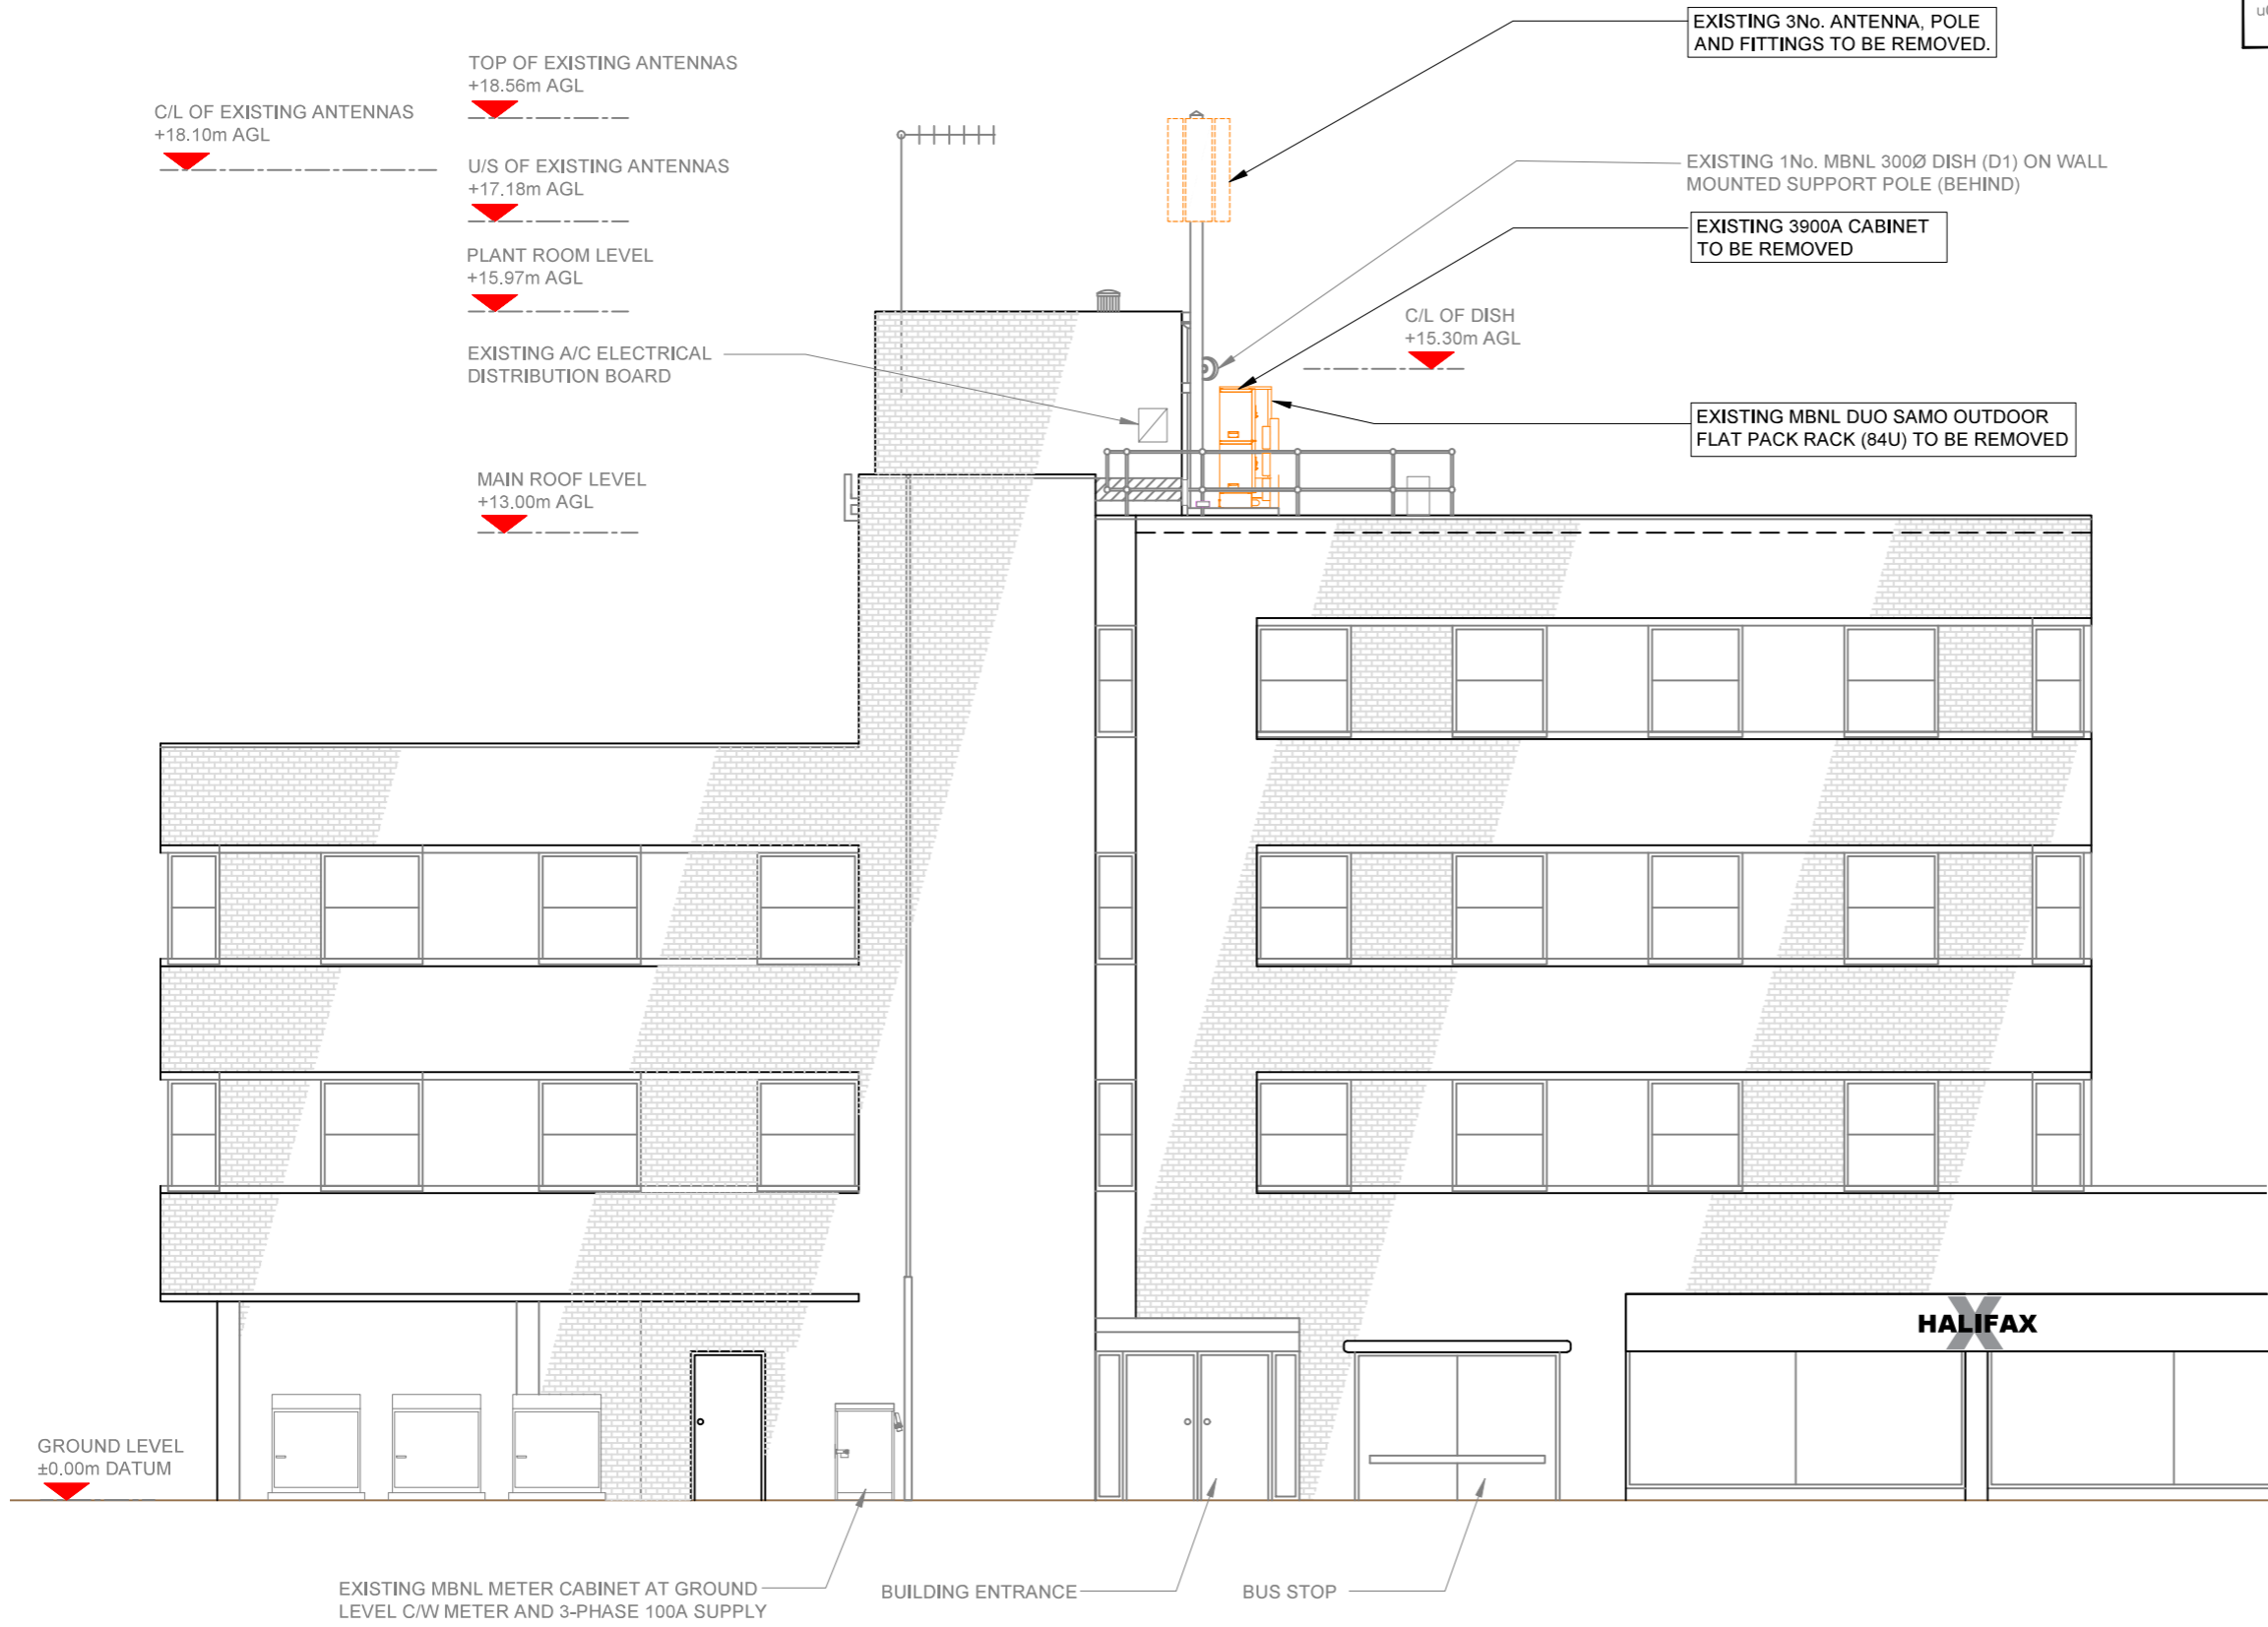 EXISTING 3No. ANTENNA, POLE
AND FITTINGS TO BE REMOVED.
TOP OF EXISTING ANTENNAS
+18.56m AGL
C/L OF EXISTING ANTENNAS
+18.10m AGL
U/S OF EXISTING ANTENNAS
+17.18m AGL
EXISTING 1No. MBNL 300Ø DISH (D1) ON WALL
MOUNTED SUPPORT POLE (BEHIND)
EXISTING 3900A CABINET
TO BE REMOVED
PLANT ROOM LEVEL
+15.97m AGL
C/L OF DISH
+15.30m AGL
EXISTING A/C ELECTRICAL
DISTRIBUTION BOARD
EXISTING MBNL DUO SAMO OUTDOOR
FLAT PACK RACK (84U) TO BE REMOVED
MAIN ROOF LEVEL
+13.00m AGL
HALIFAX
GROUND LEVEL
±0.00m DATUM
EXISTING MBNL METER CABINET AT GROUND
LEVEL C/W METER AND 3-PHASE 100A SUPPLY
BUILDING ENTRANCE
BUS STOP